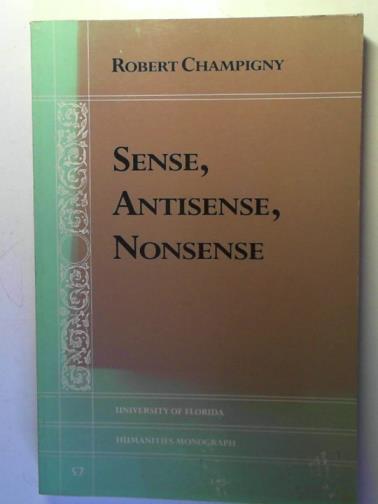 ROBERT CHAMPIGNY
SENSE,
ANTISENSE,
NONSENSE
UNIVERSITY OF FLORIDA
HUMANITIES MONOGRAPH
57